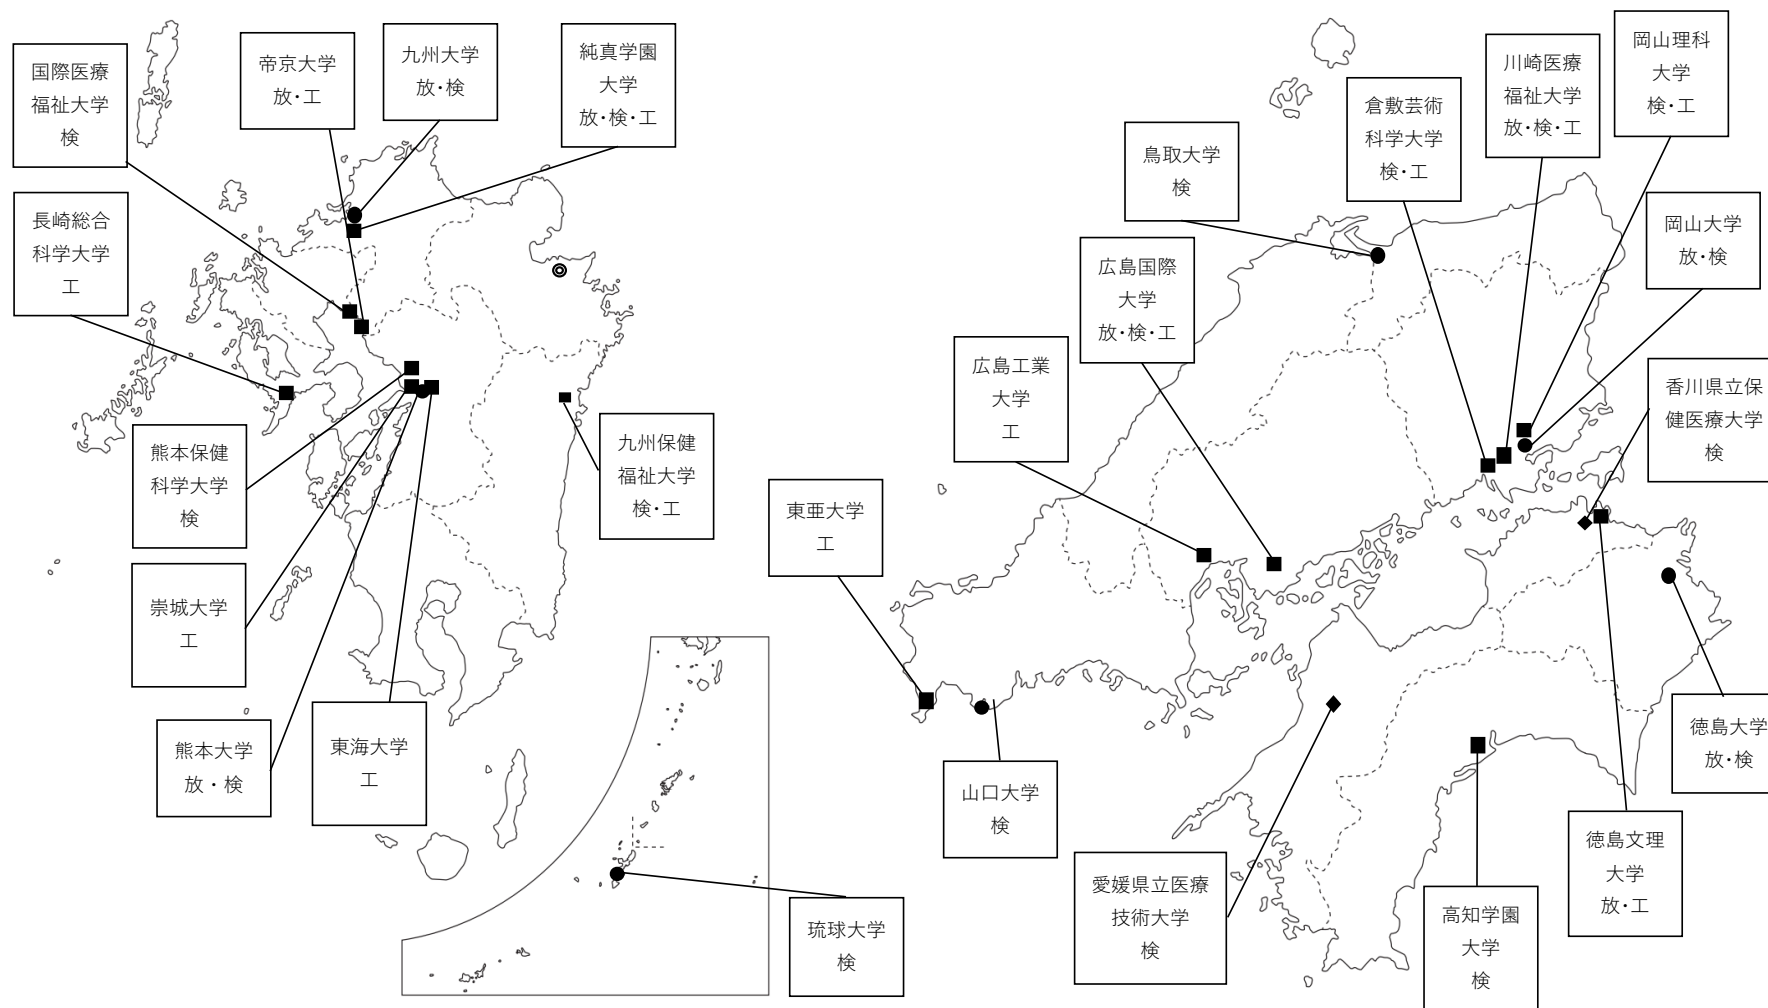 国際医療
福祉大学
検
帝京大学
放・工
九州大学
放・検
純真学園
大学
放・検・工
長崎総合
科学大学
工
熊本保健
科学大学
検
崇城大学
工
熊本大学
放・検
東海大学
工
九州保健
福祉大学
検・工
琉球大学
検
東亜大学
工
山口大学
検
広島工業
大学
工
広島国際
大学
放・検・工
鳥取大学
検
倉敷芸術
科学大学
検・工
川崎医療
福祉大学
放・検・工
岡山理科
大学
検・工
岡山大学
放・検
香川県立保
健医療大学
検
徳島大学
放・検
徳島文理
大学
放・工
高知学園
大学
検
愛媛県立医療
技術大学
検